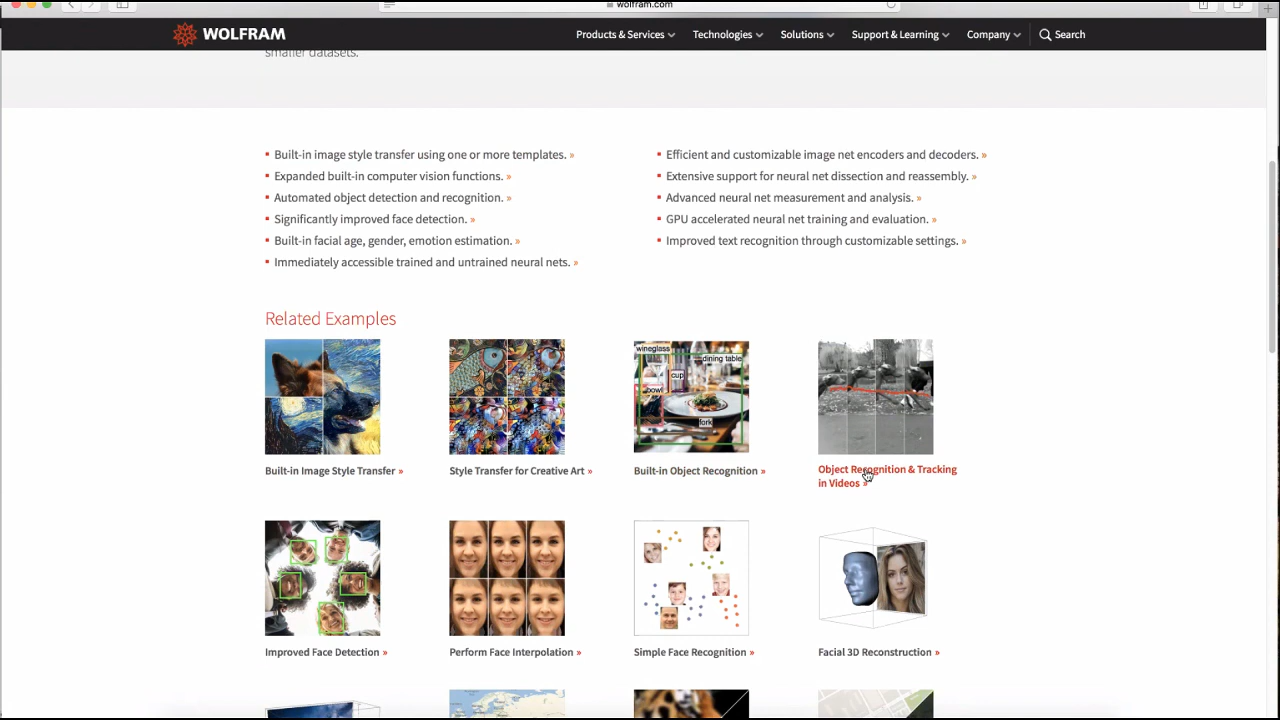 wolfram.com
WOLFRAM
Products & Services
Technologies
Solutions
Support & Learning
Company
Search
smaller datasets.
Built-in image style transfer using one or more templates. »
Expanded built-in computer vision functions. »
Automated object detection and recognition. »
Significantly improved face detection. »
Built-in facial age, gender, emotion estimation. »
Immediately accessible trained and untrained neural nets. »
Efficient and customizable image net encoders and decoders. »
Extensive support for neural net dissection and reassembly. »
Advanced neural net measurement and analysis. »
GPU accelerated neural net training and evaluation. »
Improved text recognition through customizable settings. »
Related Examples
wineglass
dining table
cup
bowl
fork
Built-in Image Style Transfer »
Style Transfer for Creative Art »
Built-in Object Recognition »
Object Recognition & Tracking
in Videos »
Improved Face Detection »
Perform Face Interpolation »
Simple Face Recognition »
Facial 3D Reconstruction »